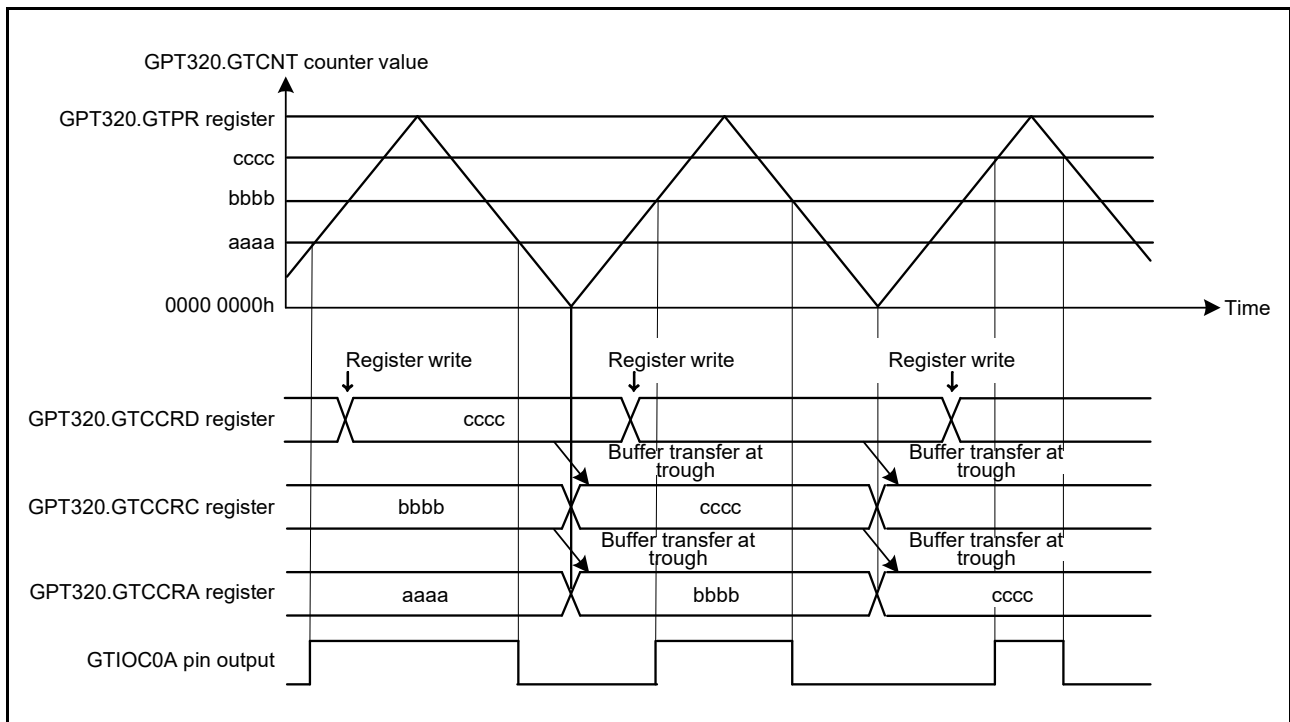 GPT320.GTCNT counter value
GPT320.GTPR register
cccc
bbbb
aaaa
0000 0000h
Time
Register write
Register write
Register write
GPT320.GTCCRD register
cccc
Buffer transfer at
trough
Buffer transfer at
trough
GPT320.GTCCRC register
bbbb
cccc
Buffer transfer at
trough
Buffer transfer at
trough
GPT320.GTCCRA register
aaaa
bbbb
cccc
GTIOC0A pin output